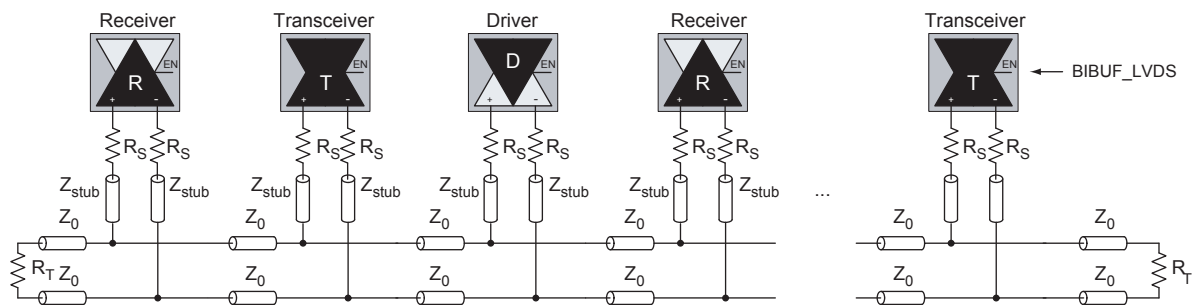 Receiver Transceiver Driver Receiver Transceiver
EN EN EN EN EN
R T D R T
BIBUF_LVDS
+ - + - + - + - + -
R_S R_S R_S R_S R_S R_S R_S R_S R_S R_S
Z_stub Z_stub Z_stub Z_stub Z_stub Z_stub Z_stub Z_stub
...
Z_0 Z_0 Z_0 Z_0 Z_0 Z_0
R_T Z_0 Z_0 Z_0 Z_0 Z_0 Z_0 R_T